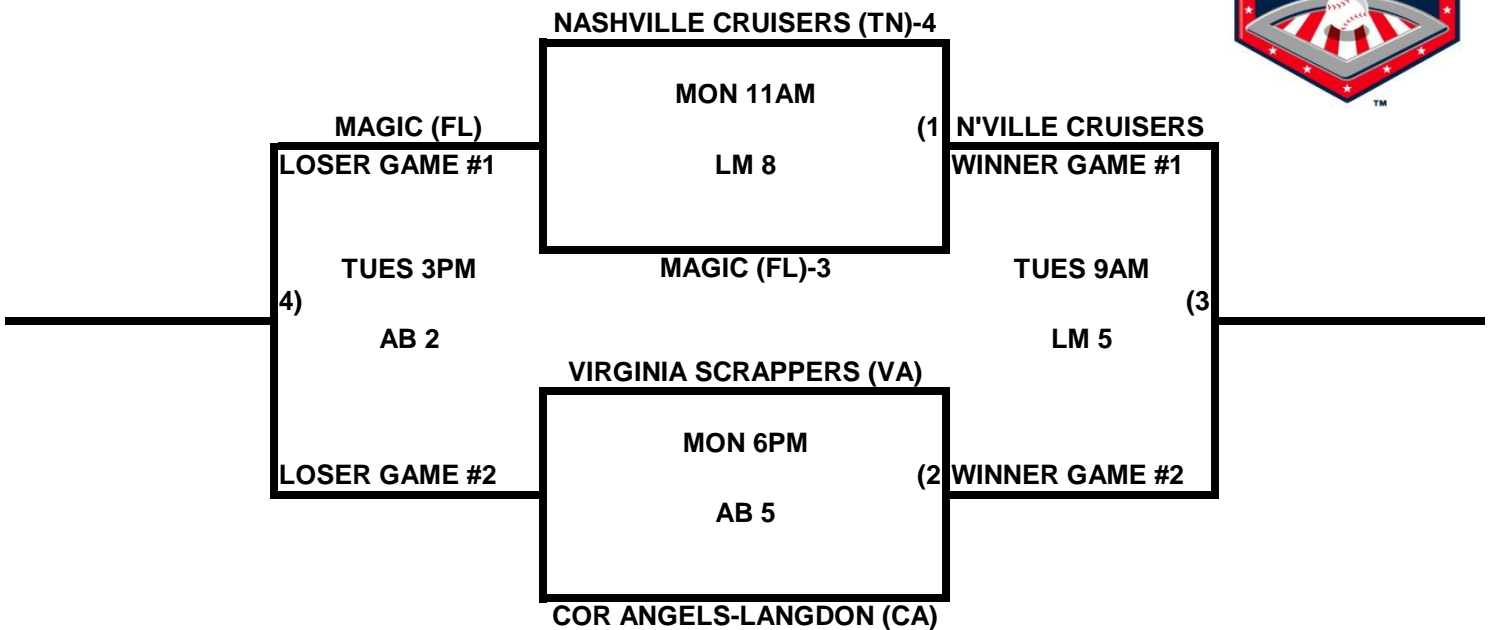 NASHVILLE CRUISERS (TN)-4
MON 11AM
MAGIC (FL)
(1
N'VILLE CRUISERS
LOSER GAME #1
LM 8
WINNER GAME #1
TUES 3PM
MAGIC (FL)-3
TUES 9AM
4)
(3
AB 2
LM 5
VIRGINIA SCRAPPERS (VA)
MON 6PM
LOSER GAME #2
(2
WINNER GAME #2
AB 5
COR ANGELS-LANGDON (CA)
TM